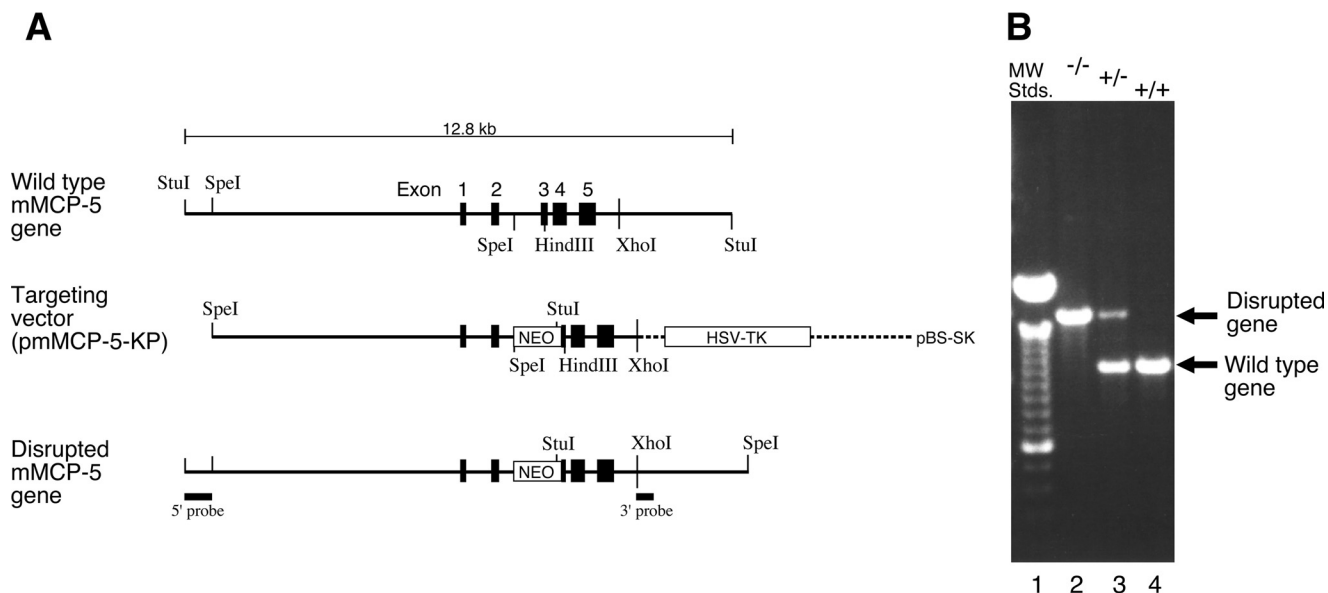 A
12.8 kb
Wild type
mMCP-5
gene
StuI SpeI
Exon 1 2 3 4 5
SpeI HindIII XhoI StuI
Targeting
vector
(pmMCP-5-KP)
SpeI StuI
NEO HSV-TK pBS-SK
SpeI HindIII XhoI
Disrupted
mMCP-5
gene
StuI XhoI SpeI
NEO
5' probe 3' probe
B
MW
Stds.
-/- +/- +/+
Disrupted
gene
Wild type
gene
1 2 3 4